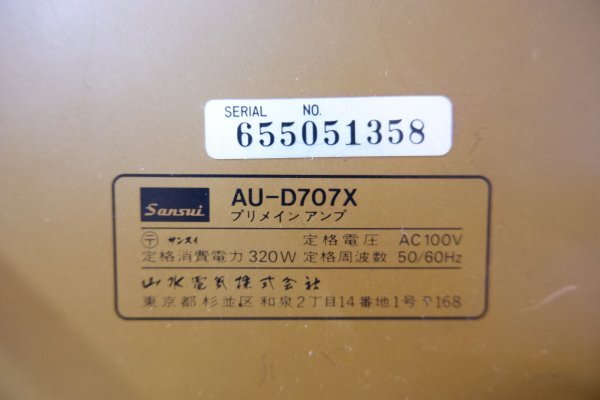 SERIAL NO.
655051358
Sansui AU-D707X
プリメインアンプ
〒 サンスイ 定格電圧 AC100V
定格消費電力 320W 定格周波数 50/60Hz
山水電気株式会社
東京都杉並区和泉2丁目14番地1号 〒168